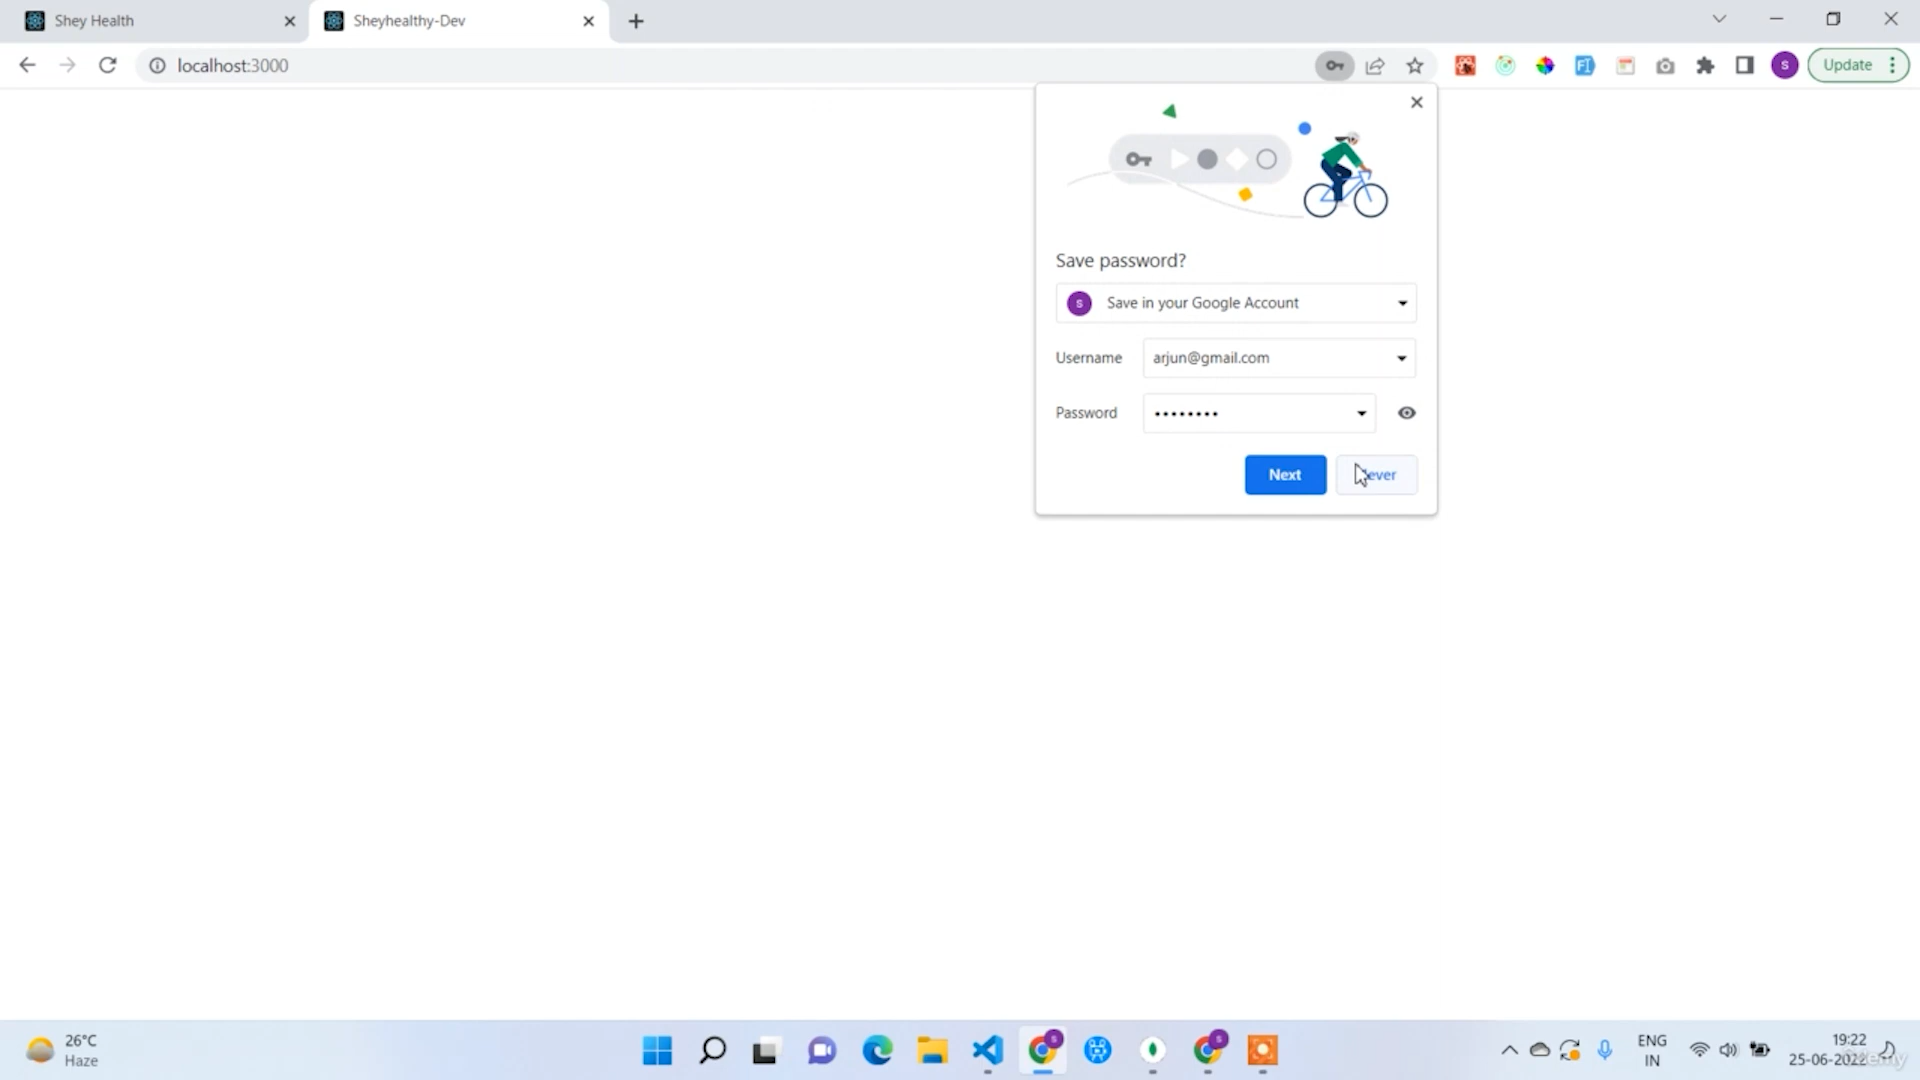 Shey Health
Sheyhealthy-Dev
localhost:3000
Update
Save password?
S
Save in your Google Account
Username
arjun@gmail.com
Password
Next
26°C
Haze
ENG
IN
19:22